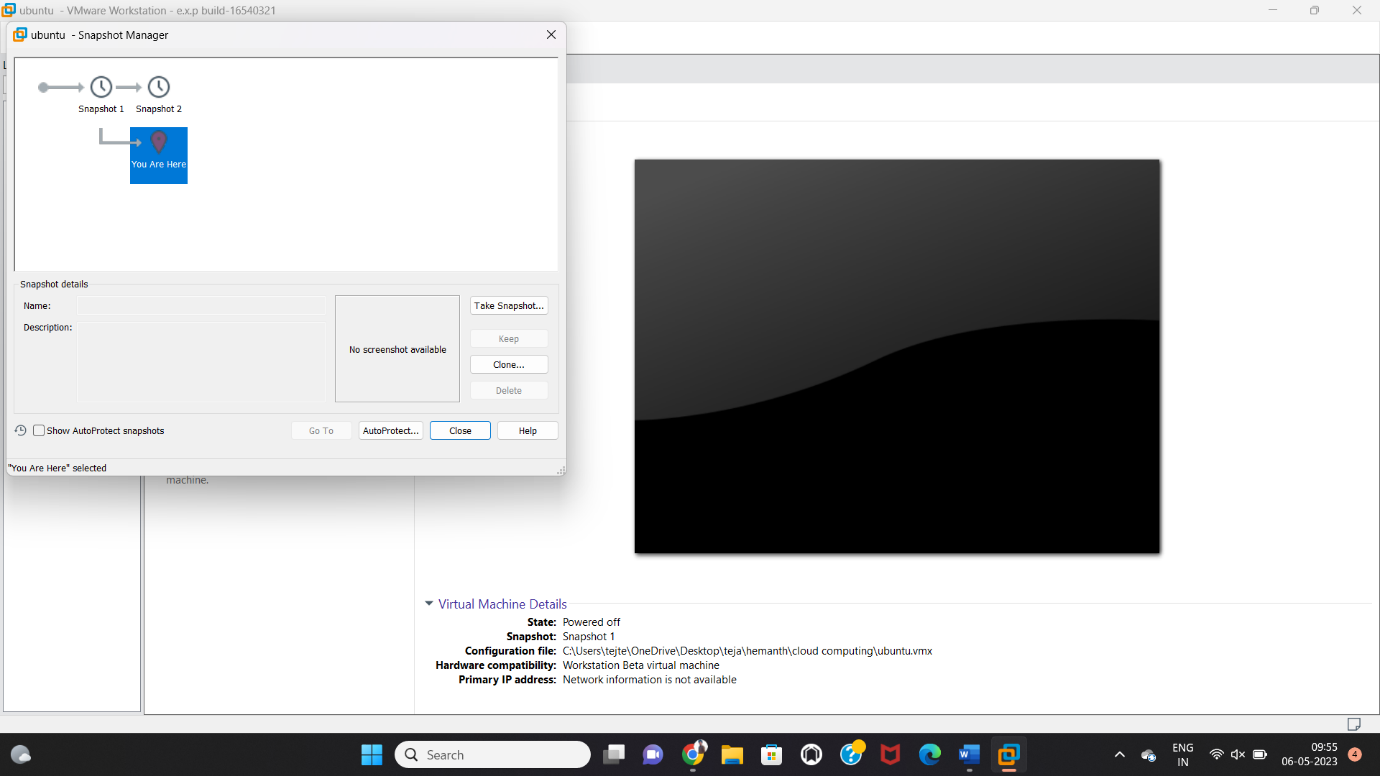 ubuntu - VMware Workstation - e.x.p build-16540321
ubuntu - Snapshot Manager
Snapshot 1
Snapshot 2
You Are Here
Snapshot details
Name:
Description:
No screenshot available
Take Snapshot...
Keep
Clone...
Delete
Show AutoProtect snapshots
Go To
AutoProtect...
Close
Help
"You Are Here" selected
machine.
Virtual Machine Details
State: Powered off
Snapshot: Snapshot 1
Configuration file: C:\Users\tejte\OneDrive\Desktop\teja\hemanth\cloud computing\ubuntu.vmx
Hardware compatibility: Workstation Beta virtual machine
Primary IP address: Network information is not available
Search
ENG
IN
09:55
06-05-2023
4